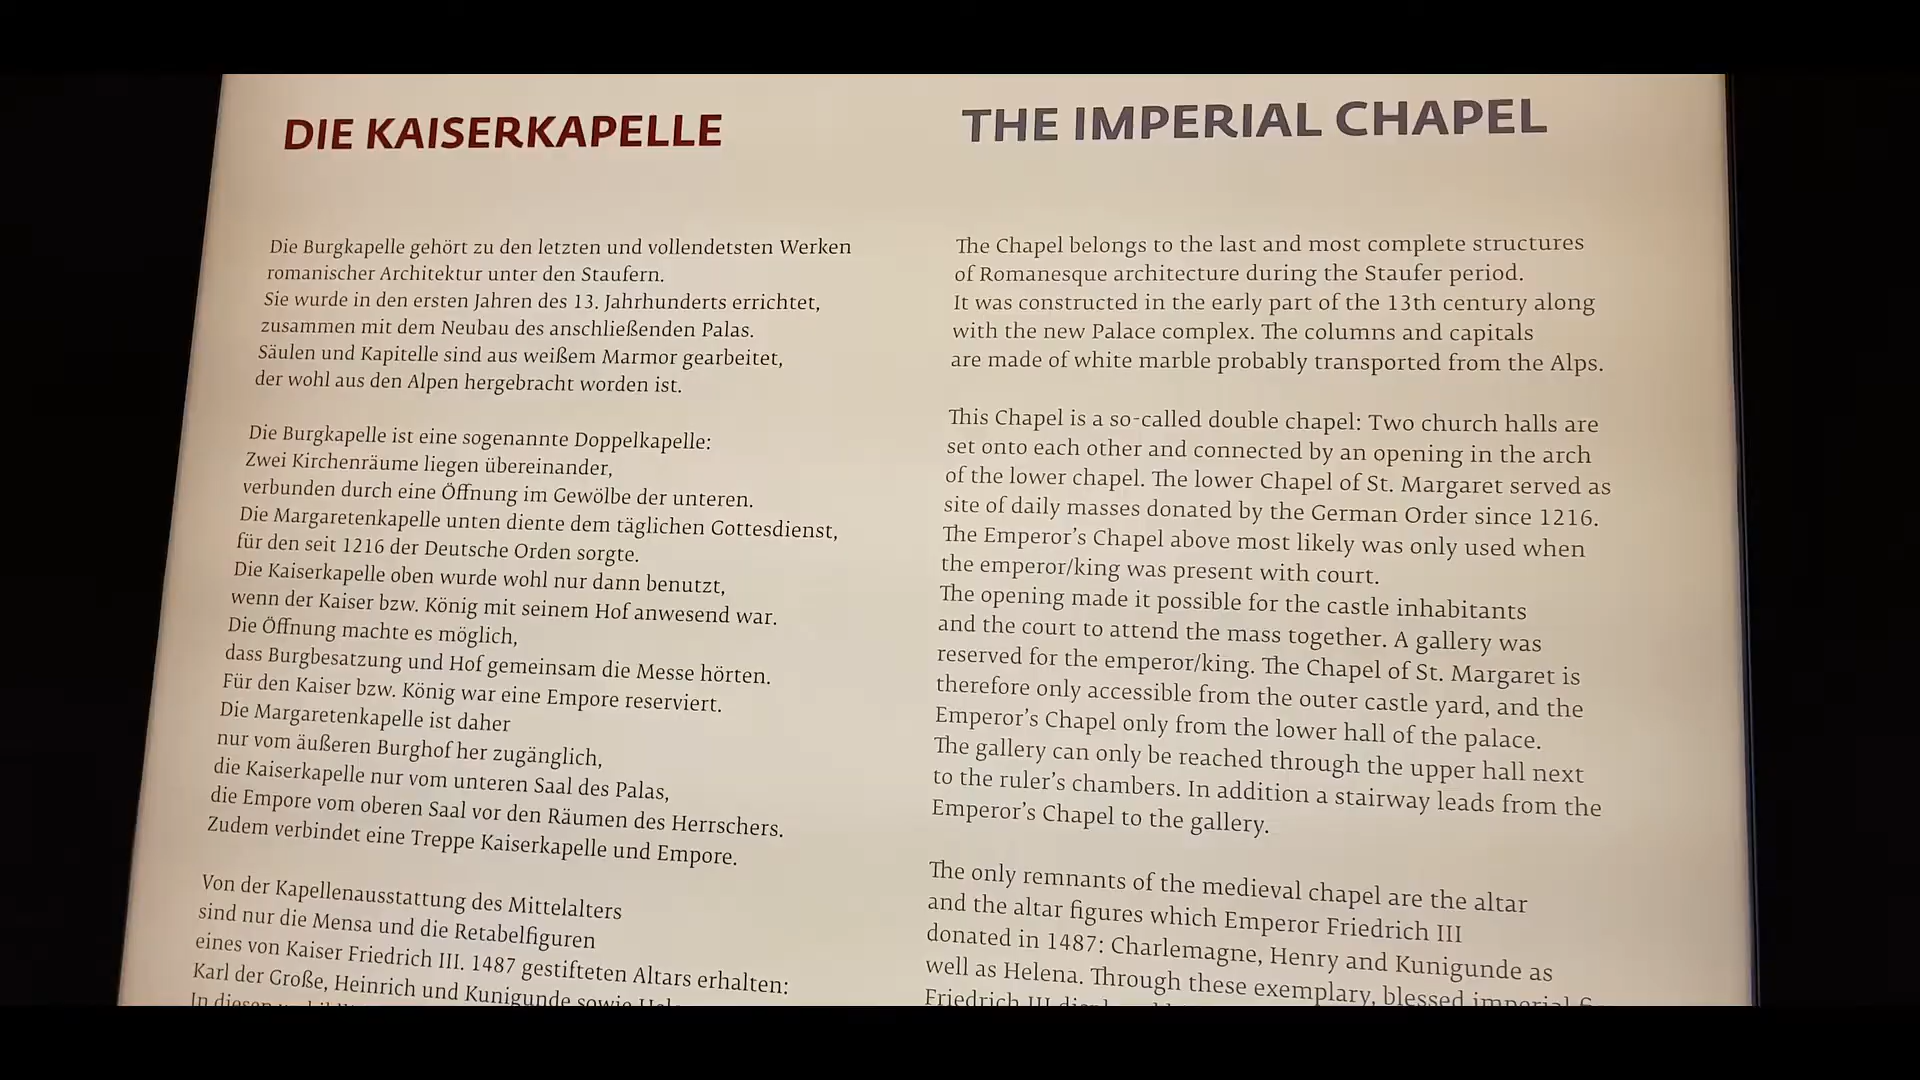 DIE KAISERKAPELLE
Die Burgkapelle gehört zu den letzten und vollendetsten Werken
romanischer Architektur unter den Staufern.
Sie wurde in den ersten Jahren des 13. Jahrhunderts errichtet,
zusammen mit dem Neubau des anschließenden Palas.
Säulen und Kapitelle sind aus weißem Marmor gearbeitet,
der wohl aus den Alpen hergebracht worden ist.
Die Burgkapelle ist eine sogenannte Doppelkapelle:
Zwei Kirchenräume liegen übereinander,
verbunden durch eine Öffnung im Gewölbe der unteren.
Die Margaretenkapelle unten diente dem täglichen Gottesdienst,
für den seit 1216 der Deutsche Orden sorgte.
Die Kaiserkapelle oben wurde wohl nur dann benutzt,
wenn der Kaiser bzw. König mit seinem Hof anwesend war.
Die Öffnung machte es möglich,
dass Burgbesatzung und Hof gemeinsam die Messe hörten.
Für den Kaiser bzw. König war eine Empore reserviert.
Die Margaretenkapelle ist daher
nur vom äußeren Burghof her zugänglich,
die Kaiserkapelle nur vom unteren Saal des Palas,
die Empore vom oberen Saal vor den Räumen des Herrschers.
Zudem verbindet eine Treppe Kaiserkapelle und Empore.
Von der Kapellenausstattung des Mittelalters
sind nur die Mensa und die Retabelfiguren
eines von Kaiser Friedrich III. 1487 gestifteten Altars erhalten:
Karl der Große, Heinrich und Kunigunde sowie
In diesen
THE IMPERIAL CHAPEL
The Chapel belongs to the last and most complete structures
of Romanesque architecture during the Staufer period.
It was constructed in the early part of the 13th century along
with the new Palace complex. The columns and capitals
are made of white marble probably transported from the Alps.
This Chapel is a so-called double chapel: Two church halls are
set onto each other and connected by an opening in the arch
of the lower chapel. The lower Chapel of St. Margaret served as
site of daily masses donated by the German Order since 1216.
The Emperor's Chapel above most likely was only used when
the emperor/king was present with court.
The opening made it possible for the castle inhabitants
and the court to attend the mass together. A gallery was
reserved for the emperor/king. The Chapel of St. Margaret is
therefore only accessible from the outer castle yard, and the
Emperor's Chapel only from the lower hall of the palace.
The gallery can only be reached through the upper hall next
to the ruler's chambers. In addition a stairway leads from the
Emperor's Chapel to the gallery.
The only remnants of the medieval chapel are the altar
and the altar figures which Emperor Friedrich III
donated in 1487: Charlemagne, Henry and Kunigunde as
well as Helena. Through these exemplary, blessed imperial
Friedrich III